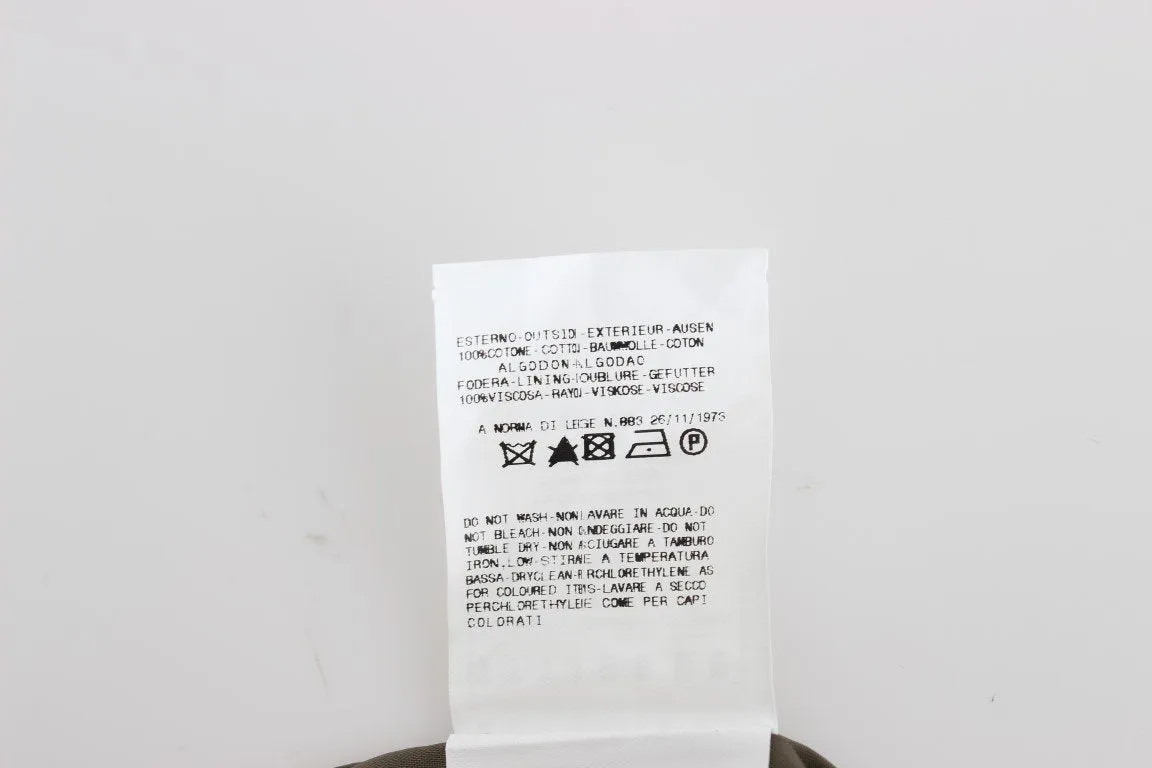 ESTERNO-OUTSID-EXTERIEUR-AUSEN
100%COTONE-COTTON-BAUMWOLLE-COTON
ALGODON-ALGODAO
FODERA-LINING-DOUBLURE-GEFUTTER
100%VISCOSA-RAYON-VISKOSE-VISCOSE
A NORMA DI LEGGE N.883 26/11/1973
P
DO NOT WASH-NON LAVARE IN ACQUA-DO
NOT BLEACH-NON CANDEGGIARE-DO NOT
TUMBLE DRY-NON ASCIUGARE A TAMBURO
IRON.LOW-STIRARE A TEMPERATURA
BASSA-DRYCLEAN-PERCHLORETHYLENE AS
FOR COLOURED ITEMS-LAVARE A SECCO
PERCHLORETHYLENE COME PER CAPI
COLORATI